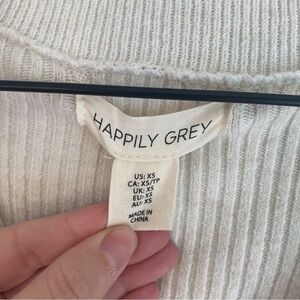 HAPPILY GREY
US: XS
CA: XS/TP
UK: XS
EU: XS
AU: XS
MADE IN
CHINA